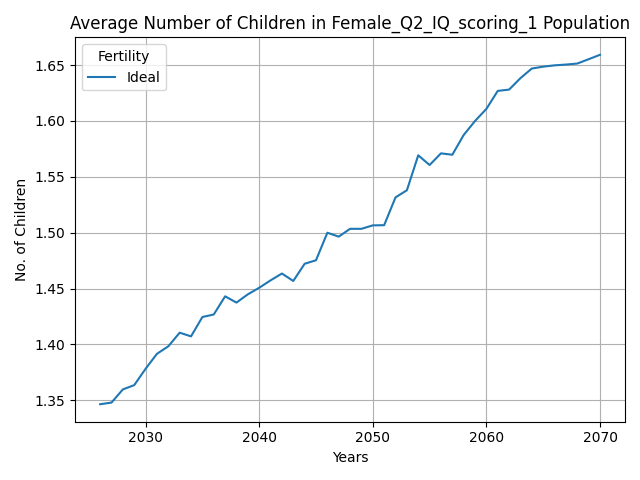 Average Number of Children in Female_Q2_IQ_scoring_1 Population
Fertility
Ideal
No. of Children
1.65
1.60
1.55
1.50
1.45
1.40
1.35
2030 2040 2050 2060 2070
Years